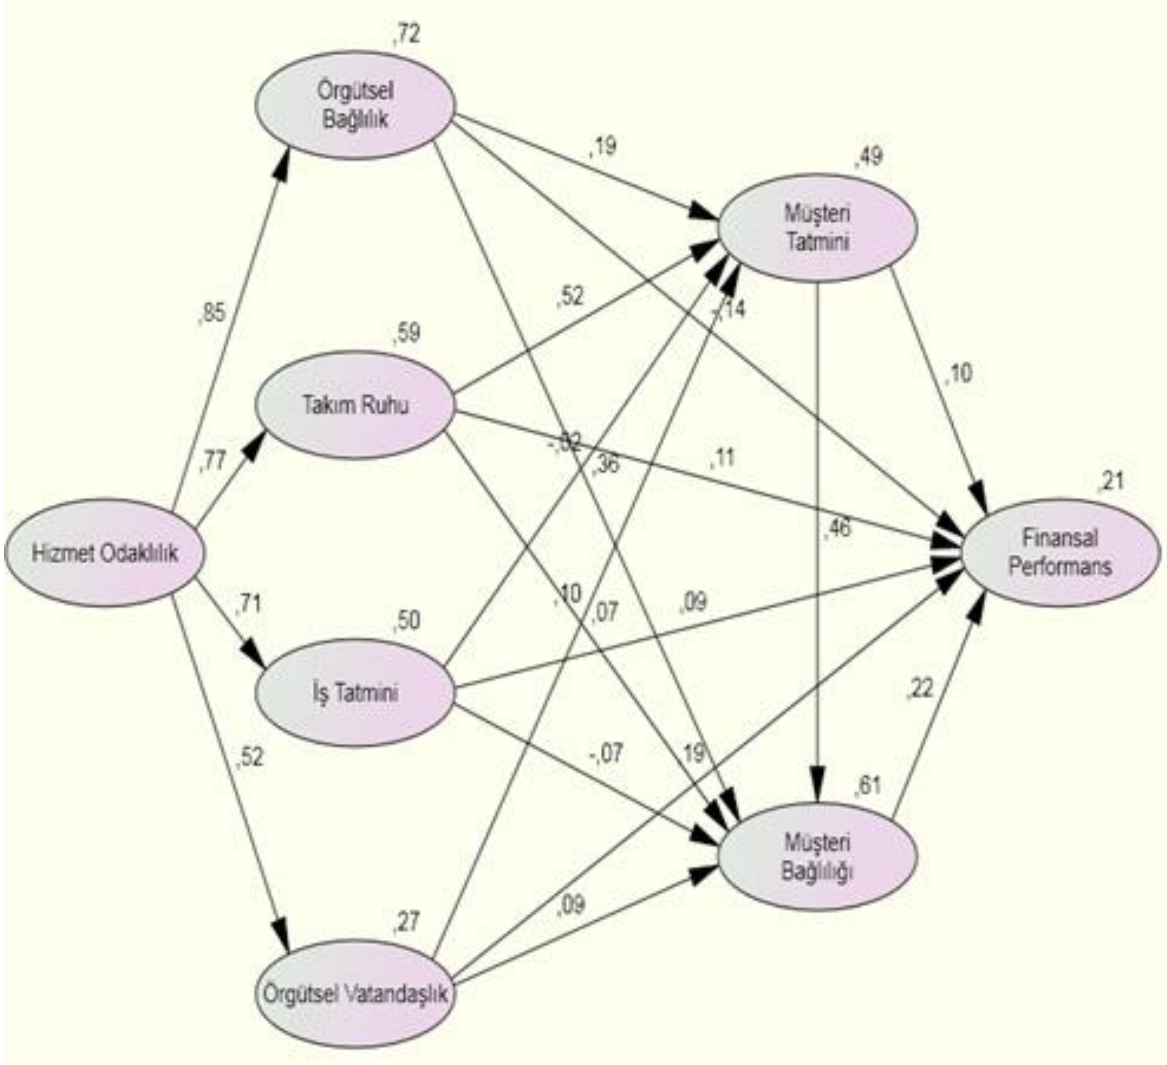 ,72
Örgütsel
Bağlılık
,19
,49
Müşteri
Tatmini
,85
,52
-,14
,59
Takım Ruhu
,10
,77
-,02
,36
,11
,21
Hizmet Odaklılık
,46
Finansal
Performans
,71
,50
,10
,07
,09
İş Tatmini
,22
,52
-,07
19
,61
Müşteri
Bağlılığı
,27
,09
Örgütsel Vatandaşlık